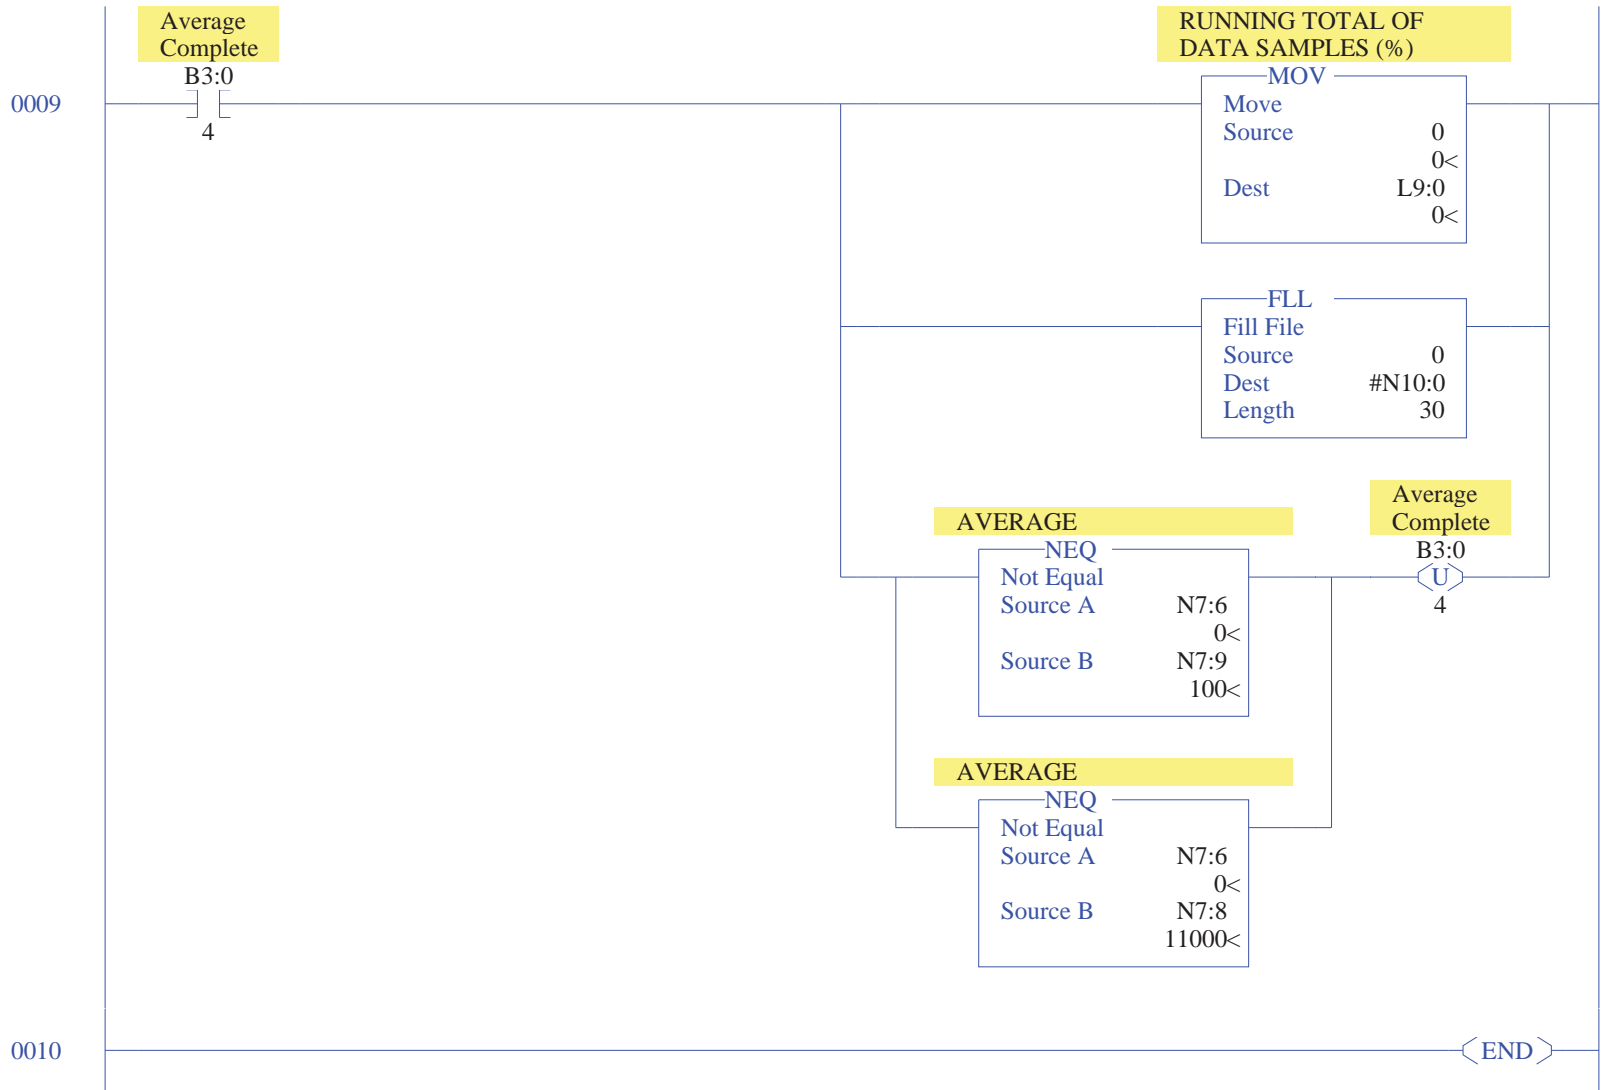 Average
Complete
B3:0
4
0009
RUNNING TOTAL OF
DATA SAMPLES (%)
MOV
Move
Source 0
0<
Dest L9:0
0<
FLL
Fill File
Source 0
Dest #N10:0
Length 30
AVERAGE
NEQ
Not Equal
Source A N7:6
0<
Source B N7:9
100<
Average
Complete
B3:0
U
4
AVERAGE
NEQ
Not Equal
Source A N7:6
0<
Source B N7:8
11000<
0010
END